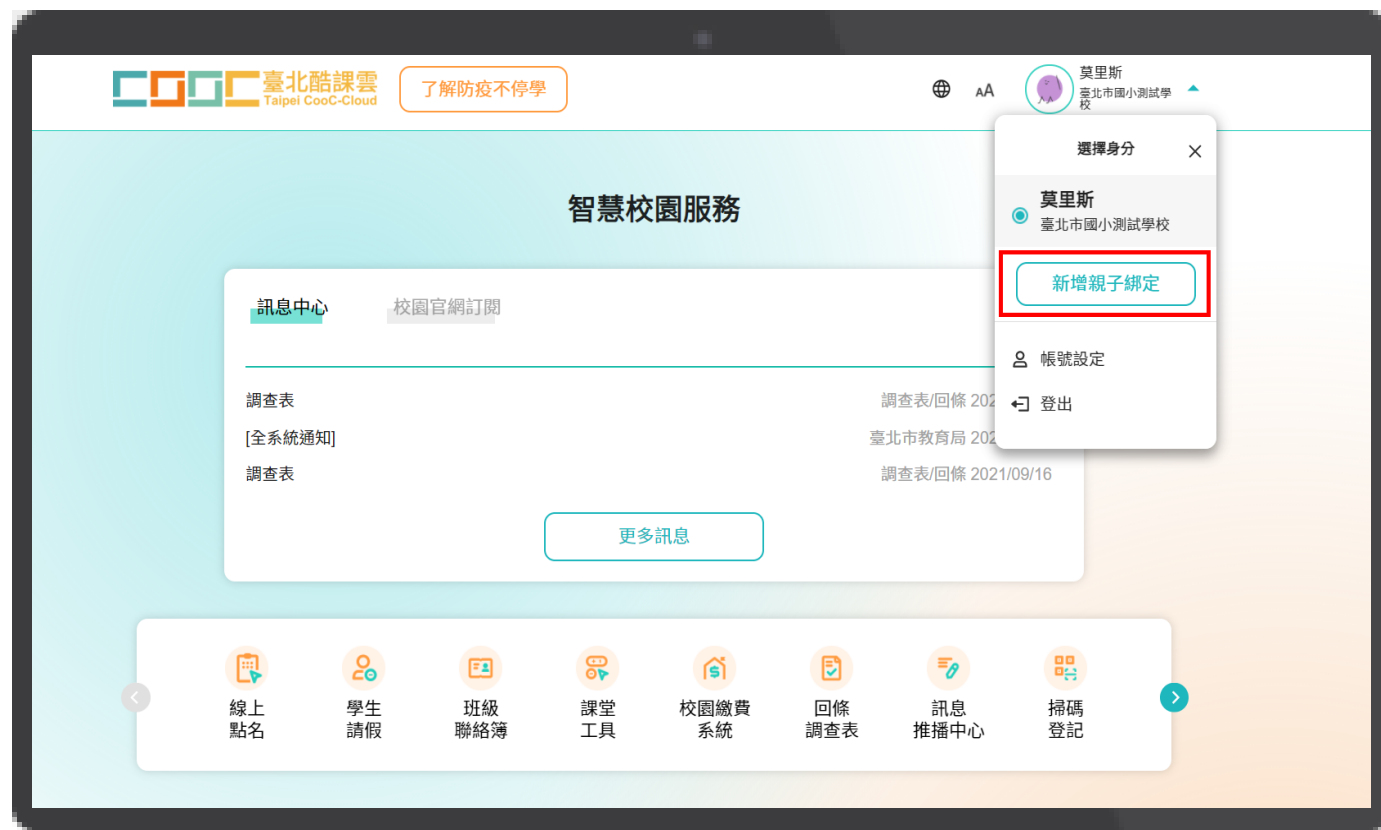 臺北酷課雲
Taipei CooC-Cloud
了解防疫不停學
AA
莫里斯
臺北市國小測試學
校
選擇身分
莫里斯
臺北市國小測試學校
新增親子綁定
帳號設定
登出
智慧校園服務
訊息中心
校園官網訂閱
調查表
調查表/回條 202
[全系統通知]
臺北市教育局 202
調查表
調查表/回條 2021/09/16
更多訊息
線上
點名
學生
請假
班級
聯絡簿
課堂
工具
校園繳費
系統
回條
調查表
訊息
推播中心
掃碼
登記